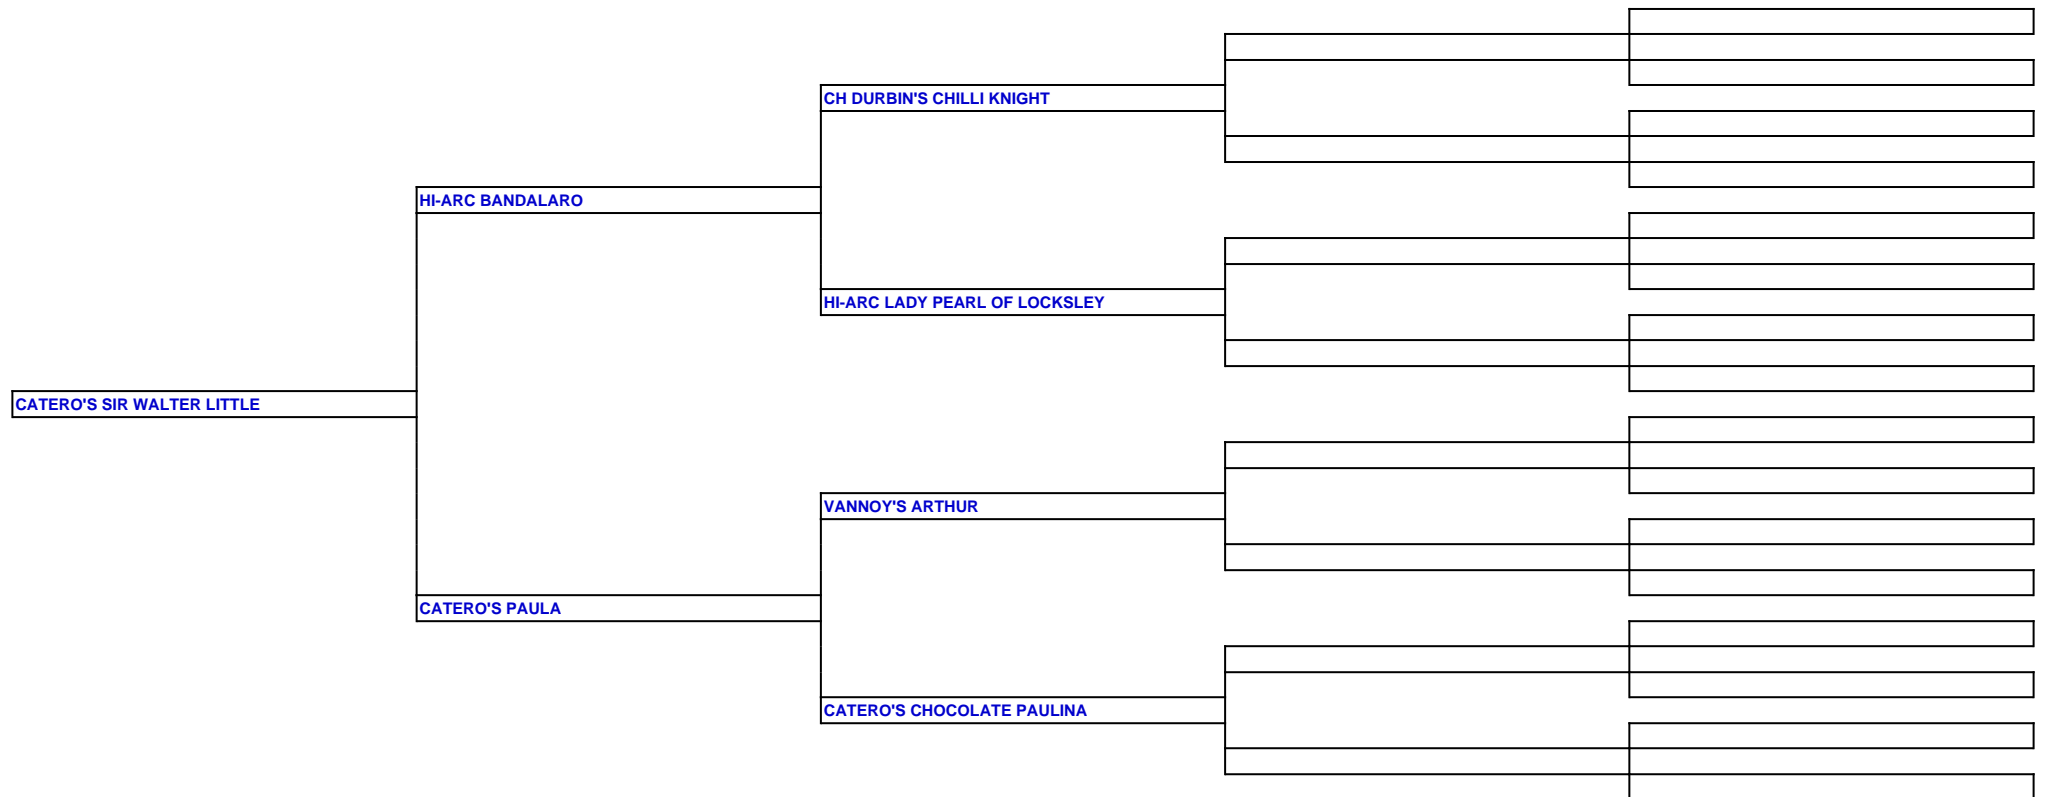 CH DURBIN'S CHILLI KNIGHT
HI-ARC BANDALARO
HI-ARC LADY PEARL OF LOCKSLEY
CATERO'S SIR WALTER LITTLE
VANNOY'S ARTHUR
CATERO'S PAULA
CATERO'S CHOCOLATE PAULINA